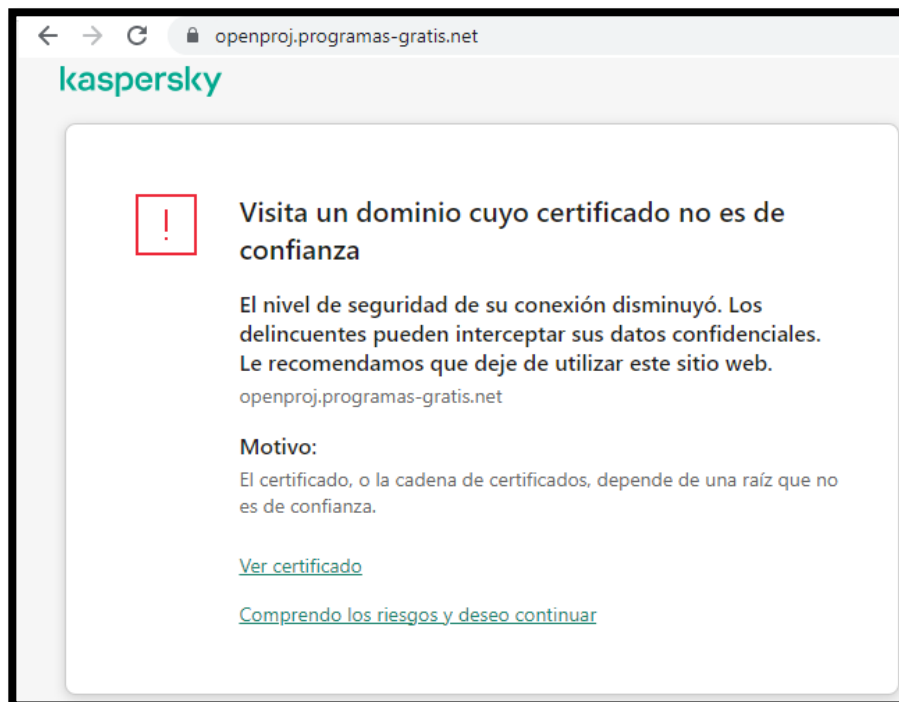 openproj.programas-gratis.net
kaspersky
Visita un dominio cuyo certificado no es de
confianza
El nivel de seguridad de su conexión disminuyó. Los
delincuentes pueden interceptar sus datos confidenciales.
Le recomendamos que deje de utilizar este sitio web.
openproj.programas-gratis.net
Motivo:
El certificado, o la cadena de certificados, depende de una raíz que no
es de confianza.
Ver certificado
Comprendo los riesgos y deseo continuar